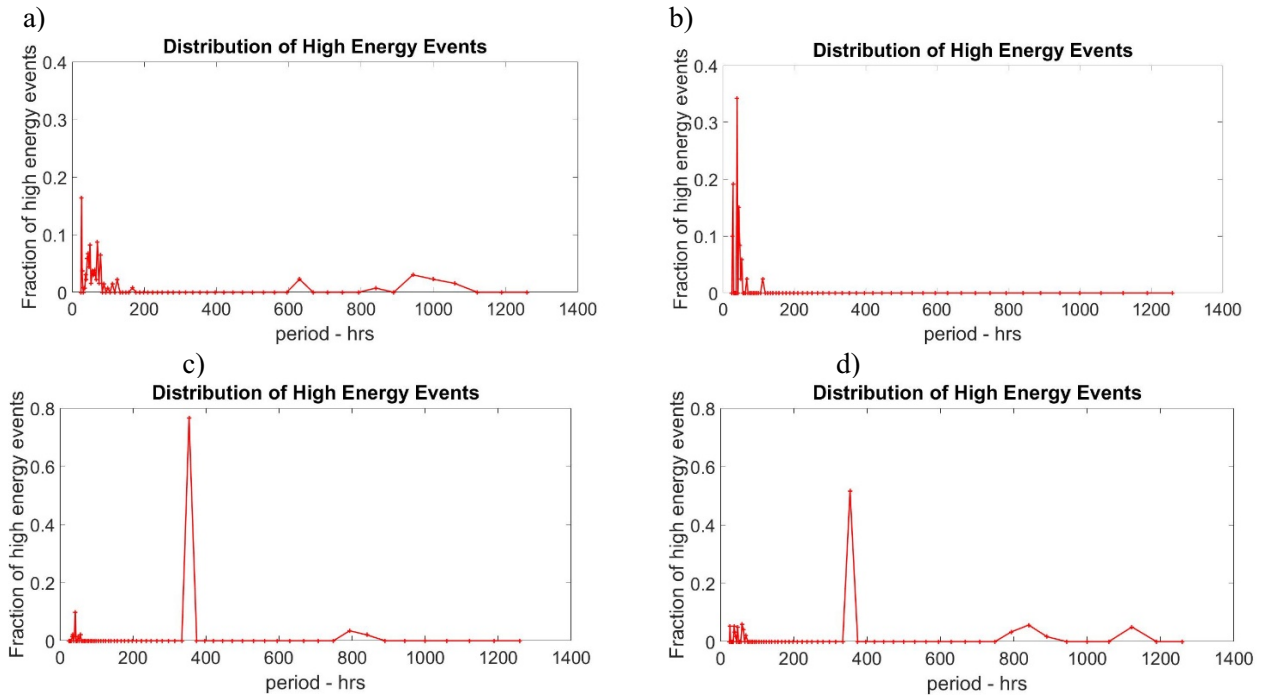 a)
Distribution of High Energy Events
Fraction of high energy events
0.4
0.3
0.2
0.1
0
0 200 400 600 800 1000 1200 1400
period - hrs
b)
Distribution of High Energy Events
Fraction of high energy events
0.4
0.3
0.2
0.1
0
0 200 400 600 800 1000 1200 1400
period - hrs
c)
Distribution of High Energy Events
Fraction of high energy events
0.8
0.6
0.4
0.2
0
0 200 400 600 800 1000 1200 1400
period - hrs
d)
Distribution of High Energy Events
Fraction of high energy events
0.8
0.6
0.4
0.2
0
0 200 400 600 800 1000 1200 1400
period - hrs